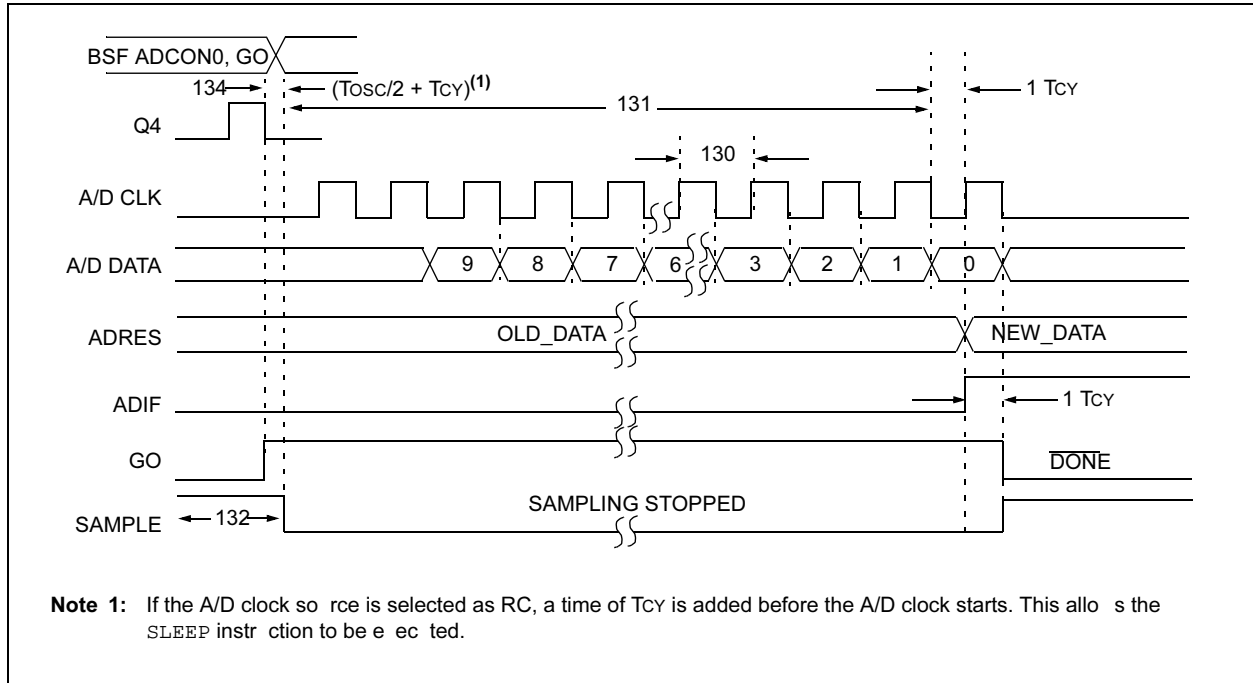 BSF ADCON0, GO
134
(TOSC/2 + TCY)(1)
131
1 TCY
Q4
130
A/D CLK
A/D DATA
9 8 7 6 3 2 1 0
ADRES
OLD_DATA
NEW_DATA
ADIF
1 TCY
GO
DONE
SAMPLING STOPPED
SAMPLE
132
Note 1: If the A/D clock so rce is selected as RC, a time of TCY is added before the A/D clock starts. This allo s the
SLEEP instr ction to be e ec ted.